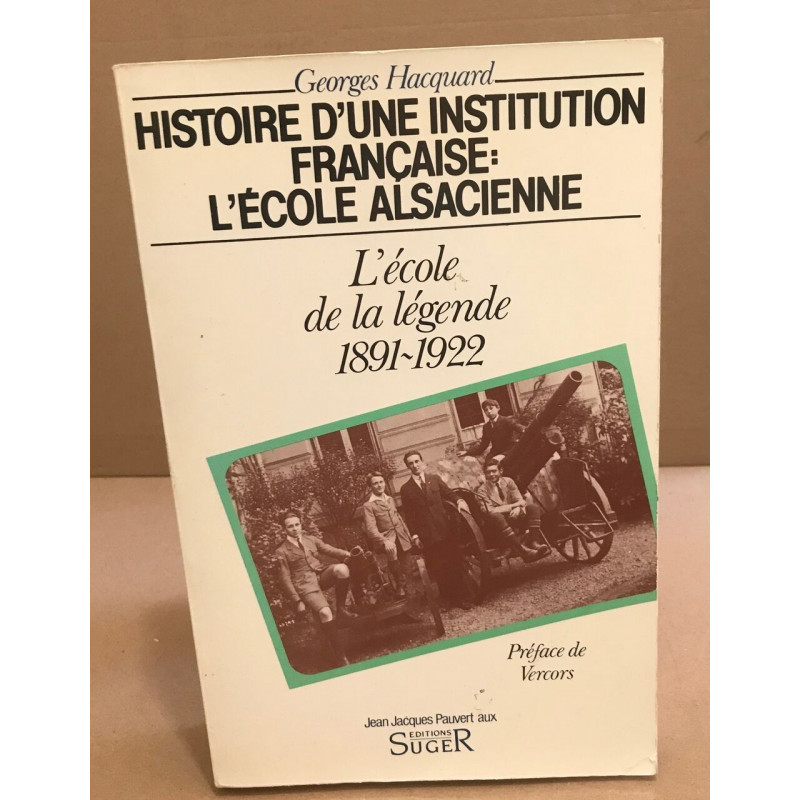 Georges Hacquard
HISTOIRE D'UNE INSTITUTION
FRANÇAISE:
L'ÉCOLE ALSACIENNE
L'école
de la légende
1891~1922
Préface de
Vercors
Jean Jacques Pauvert aux
EDITIONS
SUGER